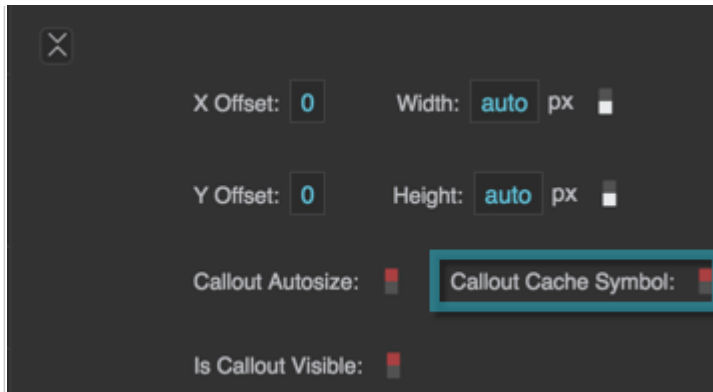 X Offset: 0 Width: auto px
Y Offset: 0 Height: auto px
Callout Autosize: Callout Cache Symbol:
Is Callout Visible: